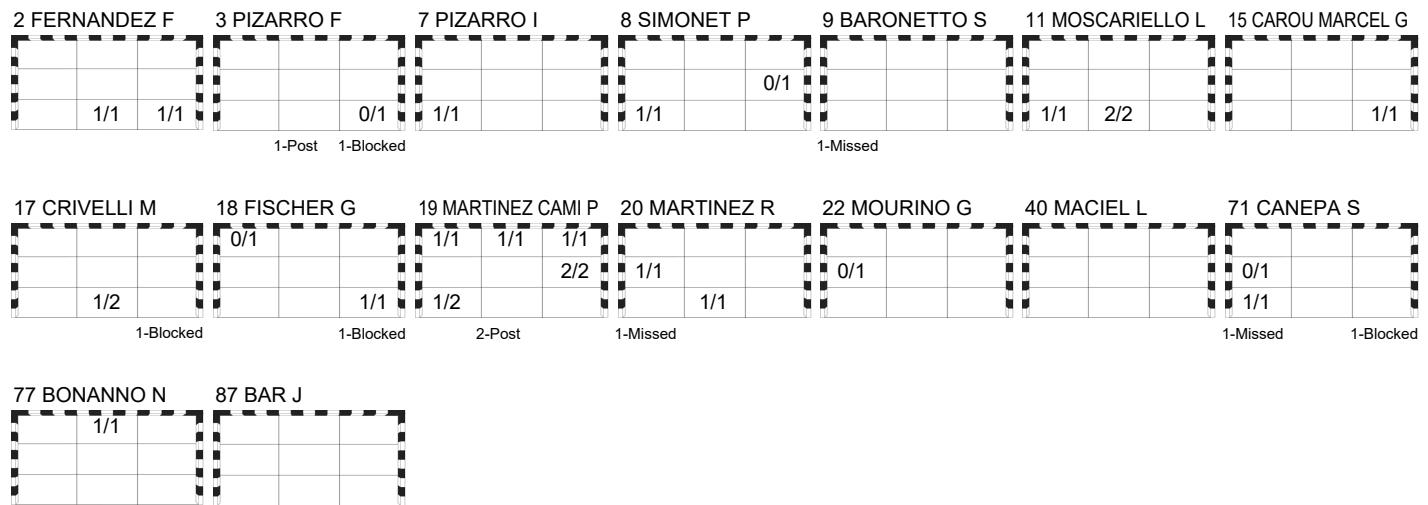 2 FERNANDEZ F 3 PIZARRO F 7 PIZARRO I 8 SIMONET P 9 BARONETTO S 11 MOSCARIELLO L 15 CAROU MARCEL G
0/1
1/1 1/1 0/1 1/1 1/1 1/1 2/2 1/1
1-Post 1-Blocked 1-Missed
17 CRIVELLI M 18 FISCHER G 19 MARTINEZ CAMI P 20 MARTINEZ R 22 MOURINO G 40 MACIEL L 71 CANEPA S
0/1 1/1 1/1 1/1
2/2 1/1 0/1 0/1
1/2 1/1 1/2 1/1 1/1
1-Blocked 1-Blocked 2-Post 1-Missed 1-Missed 1-Blocked
77 BONANNO N 87 BAR J
1/1